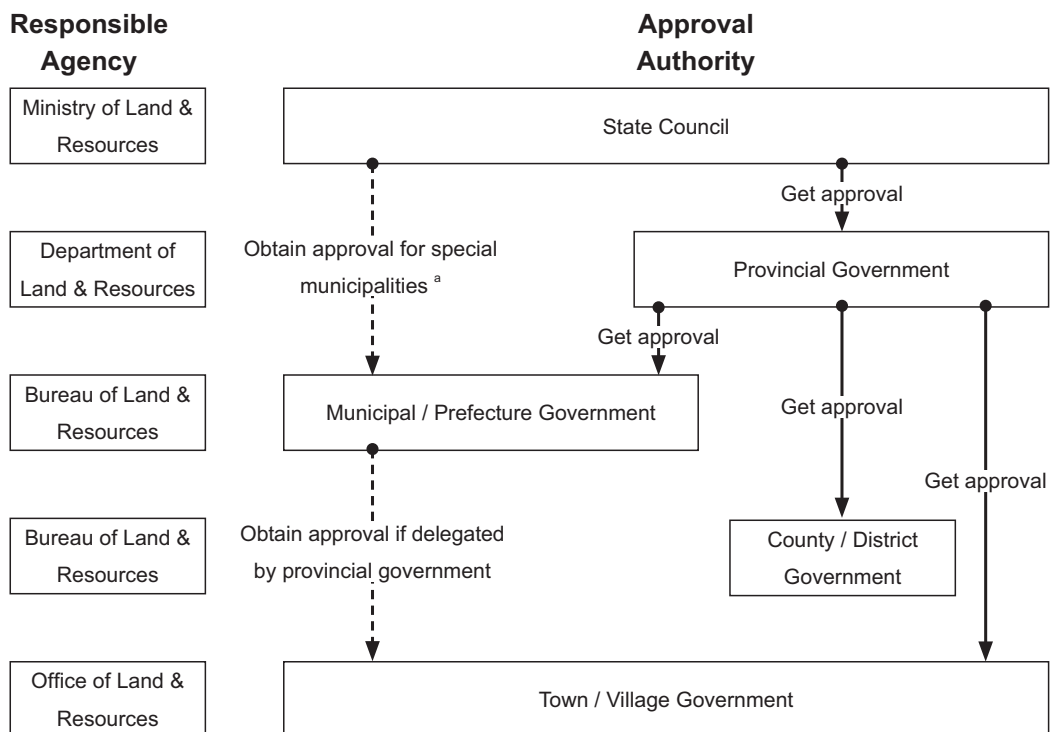 Responsible
Agency
Approval
Authority
Ministry of Land &
Resources
State Council
Get approval
Department of
Land & Resources
Obtain approval for special
municipalities a
Provincial Government
Get approval
Bureau of Land &
Resources
Municipal / Prefecture Government
Get approval
Get approval
Bureau of Land &
Resources
Obtain approval if delegated
by provincial government
County / District
Government
Office of Land &
Resources
Town / Village Government